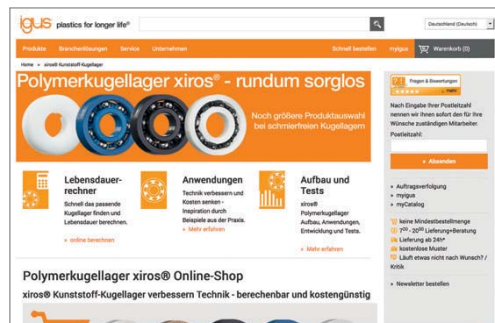 igus plastics for longer life®
Deutschland (Deutsch)
Produkte Branchenlösungen Service Unternehmen Schnell bestellen myigus Warenkorb (0)
Home » xiros® Kunststoff-Kugellager
Polymerkugellager xiros® - rundum sorglos
Noch größere Produktauswahl
bei schmierfreien Kugellagern
Lebensdauer-
rechner
Schnell das passende
Kugellager finden und
Lebensdauer berechnen.
» online berechnen
Anwendungen
Technik verbessern und
Kosten senken -
Inspiration durch
Beispiele aus der Praxis.
» Mehr erfahren
Aufbau und
Tests
xiros®
Polymerkugellager
Aufbau, Anwendungen,
Entwicklung und Tests.
» Mehr erfahren
Polymerkugellager xiros® Online-Shop
xiros® Kunststoff-Kugellager verbessern Technik - berechenbar und kostengünstig
Fragen & Bewertungen
» mehr
Nach Eingabe Ihrer Postleitzahl
nennen wir Ihnen sofort den für Ihre
Wünsche zuständigen Mitarbeiter.
Postleitzahl:
» Absenden
» Auftragsverfolgung
» myigus
» myCatalog
keine Mindestbestellmenge
7⁰⁰ - 20⁰⁰ Lieferung+Beratung
Lieferung ab 24h*
kostenlose Muster
Läuft etwas nicht nach Wunsch? /
Kritik
» Newsletter bestellen